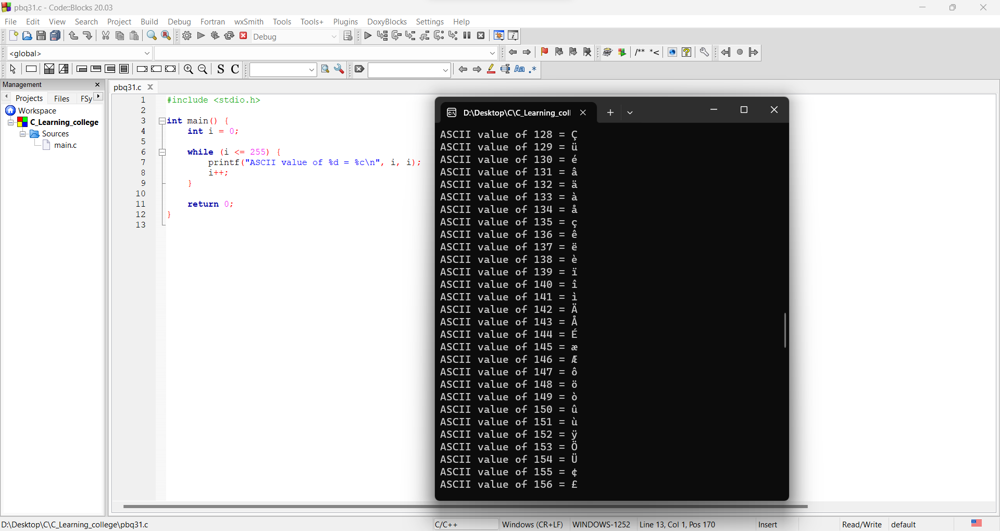 pbq31.c - Code::Blocks 20.03
File Edit View Search Project Build Debug Fortran wxSmith Tools Tools+ Plugins DoxyBlocks Settings Help
Debug
<global>
/** *<
S C
Aa .*
Management
Projects Files FSy
Workspace
C_Learning_college
Sources
main.c
pbq31.c
1 #include <stdio.h>
2
3 int main() {
4 int i = 0;
5
6 while (i <= 255) {
7 printf("ASCII value of %d = %c\n", i, i);
8 i++;
9 }
10
11 return 0;
12 }
13
D:\Desktop\C\C_Learning_coll
ASCII value of 128 = Ç
ASCII value of 129 = ü
ASCII value of 130 = é
ASCII value of 131 = â
ASCII value of 132 = ä
ASCII value of 133 = à
ASCII value of 134 = å
ASCII value of 135 = ç
ASCII value of 136 = ê
ASCII value of 137 = ë
ASCII value of 138 = è
ASCII value of 139 = ï
ASCII value of 140 = î
ASCII value of 141 = ì
ASCII value of 142 = Ä
ASCII value of 143 = Å
ASCII value of 144 = É
ASCII value of 145 = æ
ASCII value of 146 = Æ
ASCII value of 147 = ô
ASCII value of 148 = ö
ASCII value of 149 = ò
ASCII value of 150 = û
ASCII value of 151 = ù
ASCII value of 152 = ÿ
ASCII value of 153 = Ö
ASCII value of 154 = Ü
ASCII value of 155 = ¢
ASCII value of 156 = £
D:\Desktop\C\C_Learning_college\pbq31.c C/C++ Windows (CR+LF) WINDOWS-1252 Line 13, Col 1, Pos 170 Insert Read/Write default